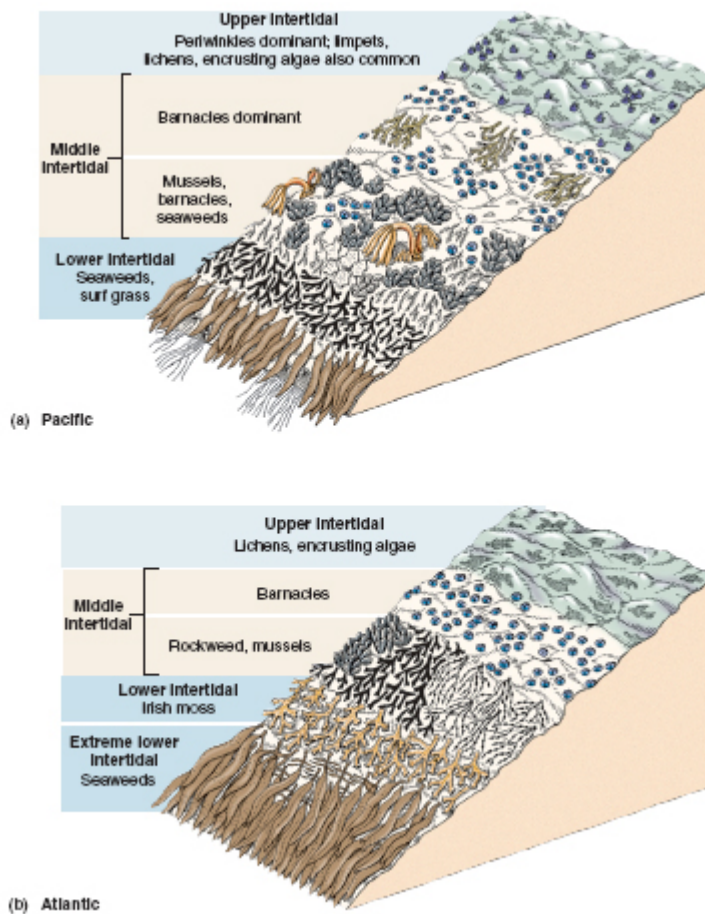 Upper Intertidal
Periwinkles dominant; limpets,
lichens, encrusting algae also common
Barnacles dominant
Middle
Intertidal
Mussels,
barnacles,
seaweeds
Lower Intertidal
Seaweeds,
surf grass
(a) Pacific
Upper Intertidal
Lichens, encrusting algae
Barnacles
Middle
Intertidal
Rockweed, mussels
Lower Intertidal
Irish moss
Extreme lower
Intertidal
Seaweeds
(b) Atlantic